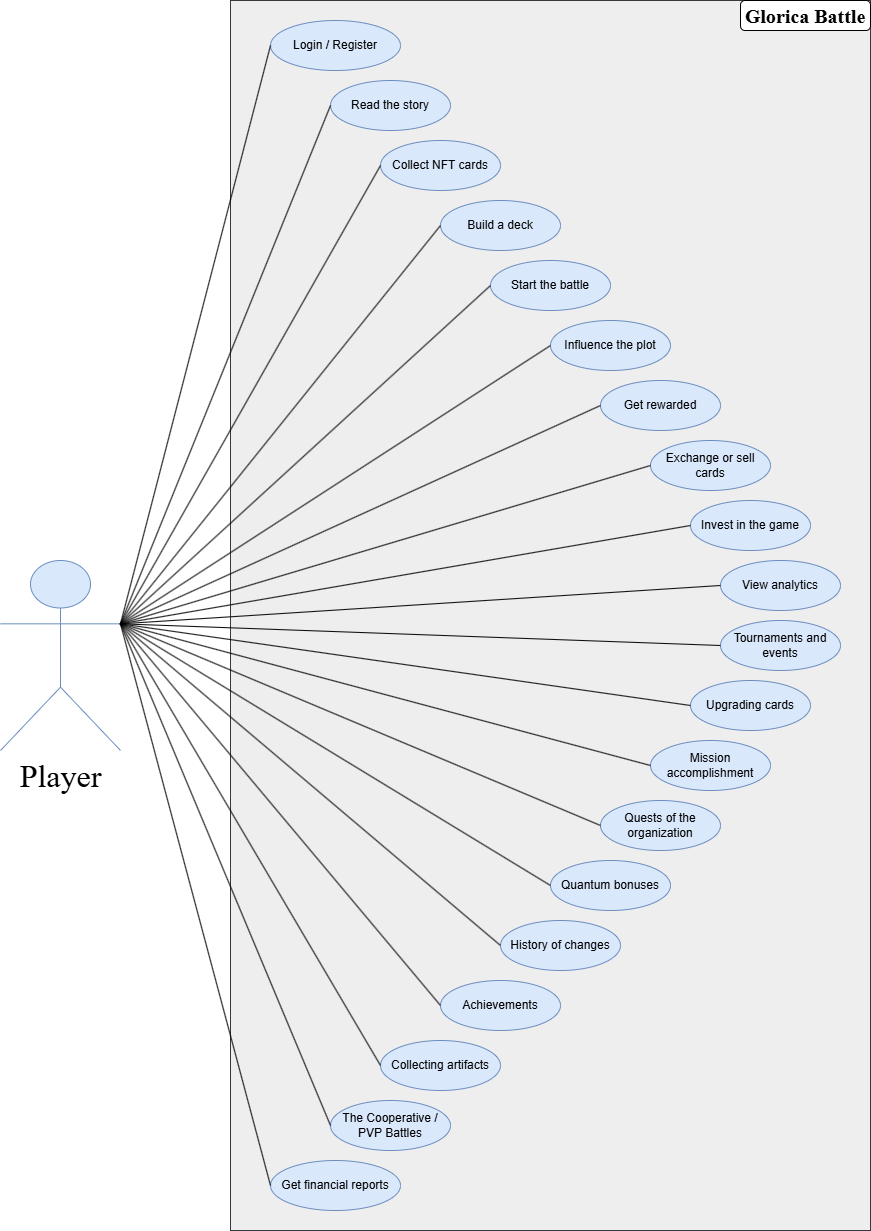 Glorica Battle
Login / Register
Read the story
Collect NFT cards
Build a deck
Start the battle
Influence the plot
Get rewarded
Exchange or sell
cards
Invest in the game
View analytics
Tournaments and
events
Upgrading cards
Mission
accomplishment
Player
Quests of the
organization
Quantum bonuses
History of changes
Achievements
Collecting artifacts
The Cooperative /
PVP Battles
Get financial reports